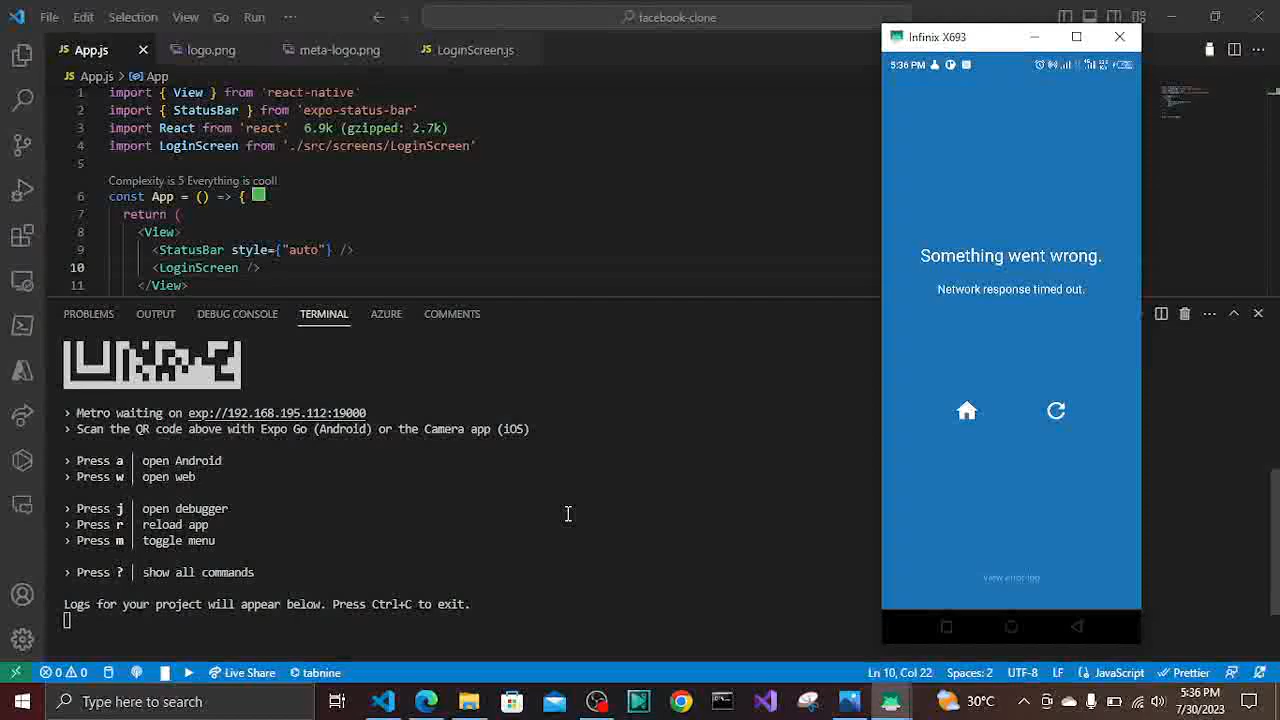 File Edit Selection View Go Run ···
facebook-clone
App.js
metro.config.js
LoginScreen.js
App.js > App
1 import { View } from 'react-native'
2 import { StatusBar } from 'expo-status-bar'
3 import React from 'react' 6.9k (gzipped: 2.7k)
4 import LoginScreen from './src/screens/LoginScreen'
5
Complexity is 5 Everything is cool!
6 const App = () => {
7 return (
8 <View>
9 <StatusBar style={"auto"} />
10 <LoginScreen />
11 </View>
PROBLEMS OUTPUT DEBUG CONSOLE TERMINAL AZURE COMMENTS
› Metro waiting on exp://192.168.195.112:19000
› Scan the QR code above with Expo Go (Android) or the Camera app (iOS)
› Press a │ open Android
› Press w │ open web
› Press j │ open debugger
› Press r │ reload app
› Press m │ toggle menu
› Press ? │ show all commands
Logs for your project will appear below. Press Ctrl+C to exit.
Infinix X693
5:36 PM
Something went wrong.
Network response timed out.
View error log
0 0 Live Share tabnine
Ln 10, Col 22 Spaces: 2 UTF-8 LF JavaScript Prettier
Type here to search
30°C
5:36 PM
7/30/2023